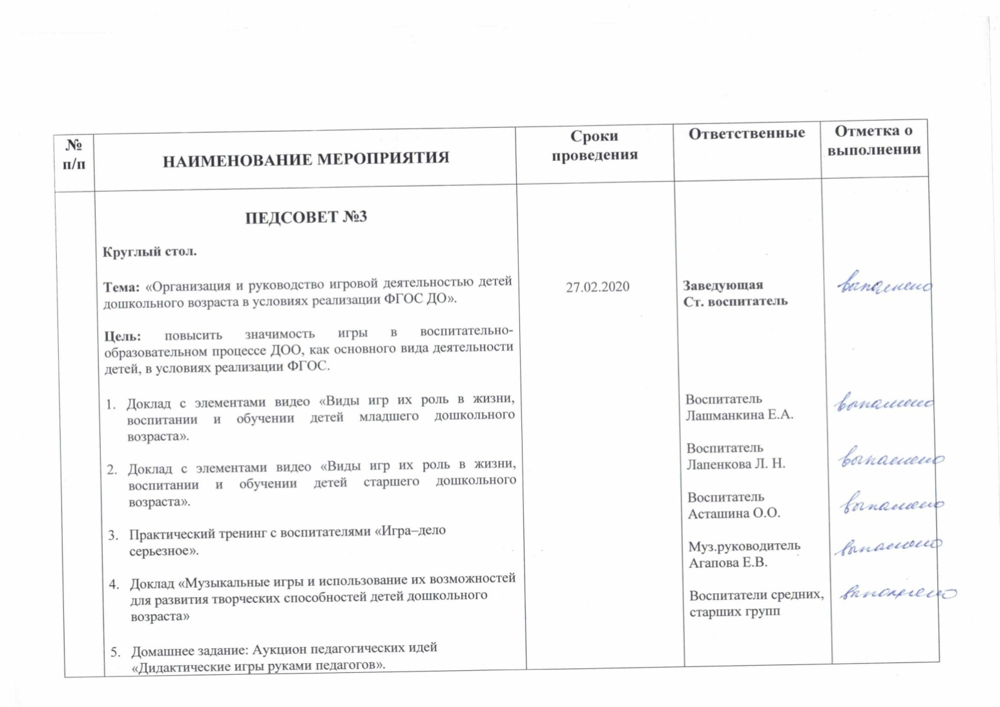 №
п/п
НАИМЕНОВАНИЕ МЕРОПРИЯТИЯ
Сроки
проведения
Ответственные
Отметка о
выполнении
ПЕДСОВЕТ №3
Круглый стол.
Тема: «Организация и руководство игровой деятельностью детей
дошкольного возраста в условиях реализации ФГОС ДО».
27.02.2020
Заведующая
Ст. воспитатель
выполнено
Цель: повысить значимость игры в воспитательно-
образовательном процессе ДОО, как основного вида деятельности
детей, в условиях реализации ФГОС.
1. Доклад с элементами видео «Виды игр их роль в жизни,
воспитании и обучении детей младшего дошкольного
возраста».
Воспитатель
Лашманкина Е.А.
выполнено
2. Доклад с элементами видео «Виды игр их роль в жизни,
воспитании и обучении детей старшего дошкольного
возраста».
Воспитатель
Лапенкова Л. Н.
выполнено
3. Практический тренинг с воспитателями «Игра–дело
серьезное».
Воспитатель
Асташина О.О.
выполнено
4. Доклад «Музыкальные игры и использование их возможностей
для развития творческих способностей детей дошкольного
возраста»
Муз.руководитель
Агапова Е.В.
выполнено
5. Домашнее задание: Аукцион педагогических идей
«Дидактические игры руками педагогов».
Воспитатели средних,
старших групп
выполнено